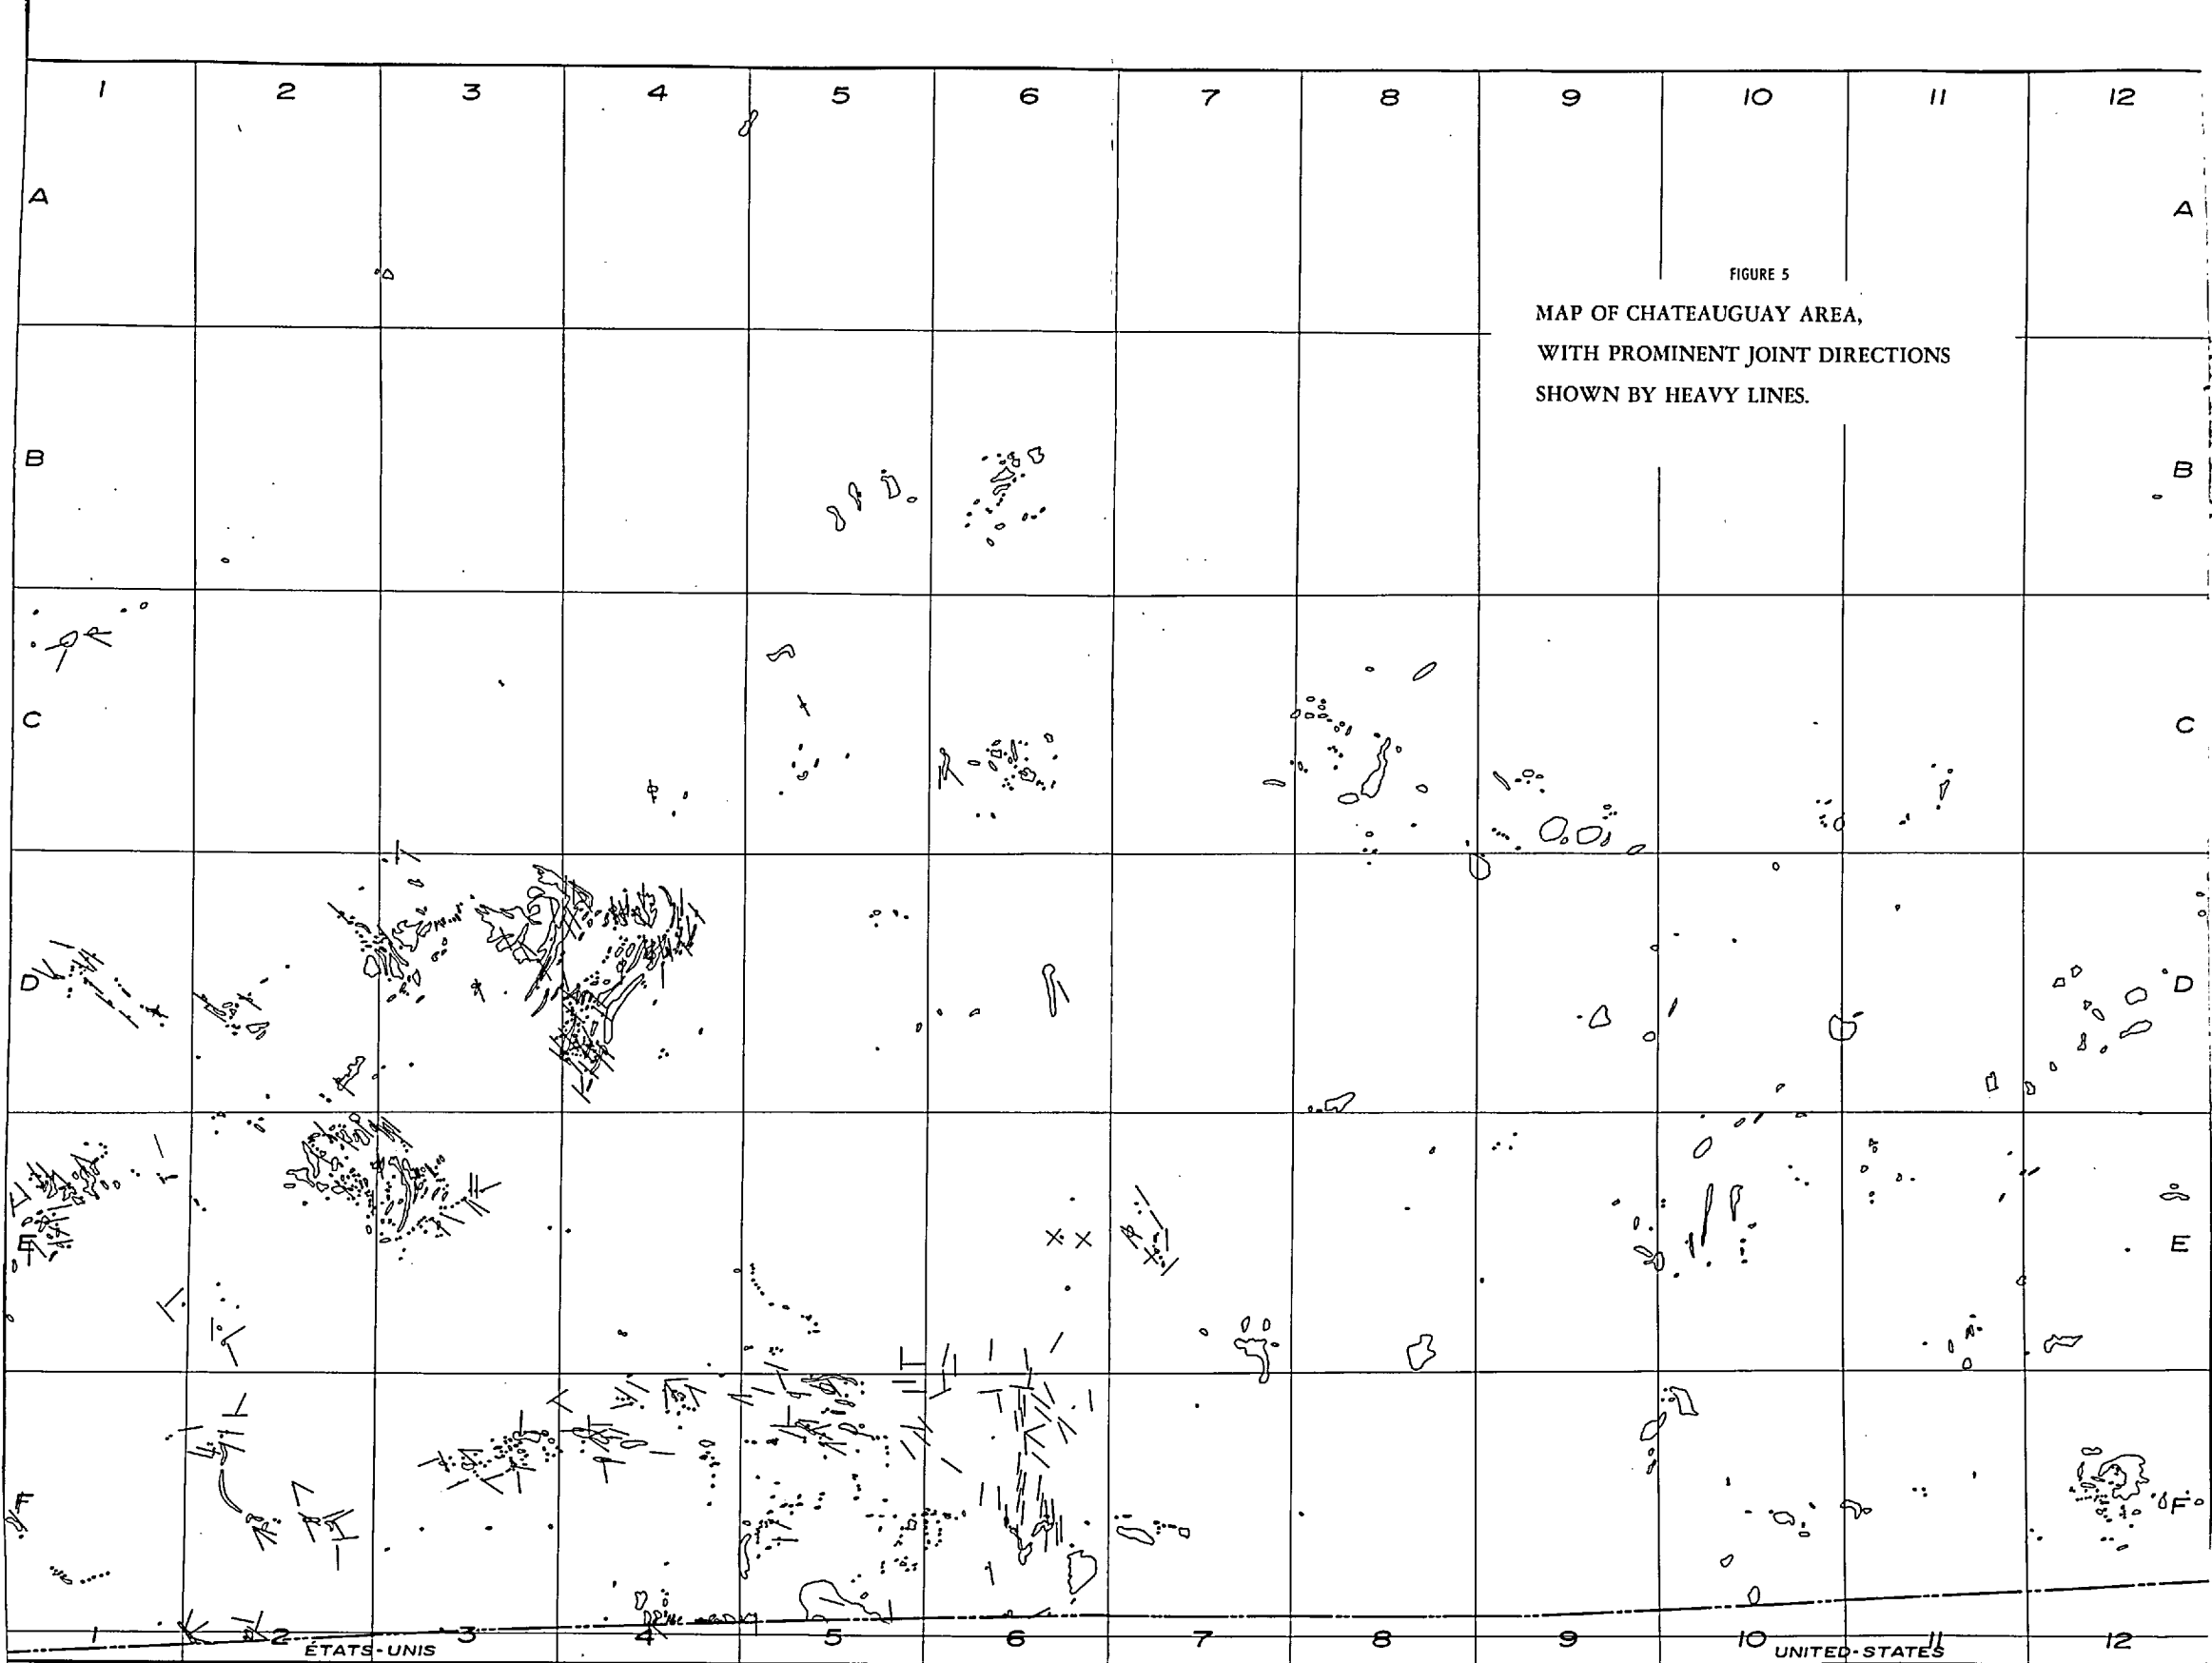 1 2 3 4 5 6 7 8 9 10 11 12
A A
FIGURE 5
MAP OF CHATEAUGUAY AREA,
WITH PROMINENT JOINT DIRECTIONS
SHOWN BY HEAVY LINES.
B B
C C
D D
E E
F F
1 2 3 4 5 6 7 8 9 10 11 12
ÉTATS-UNIS UNITED-STATES